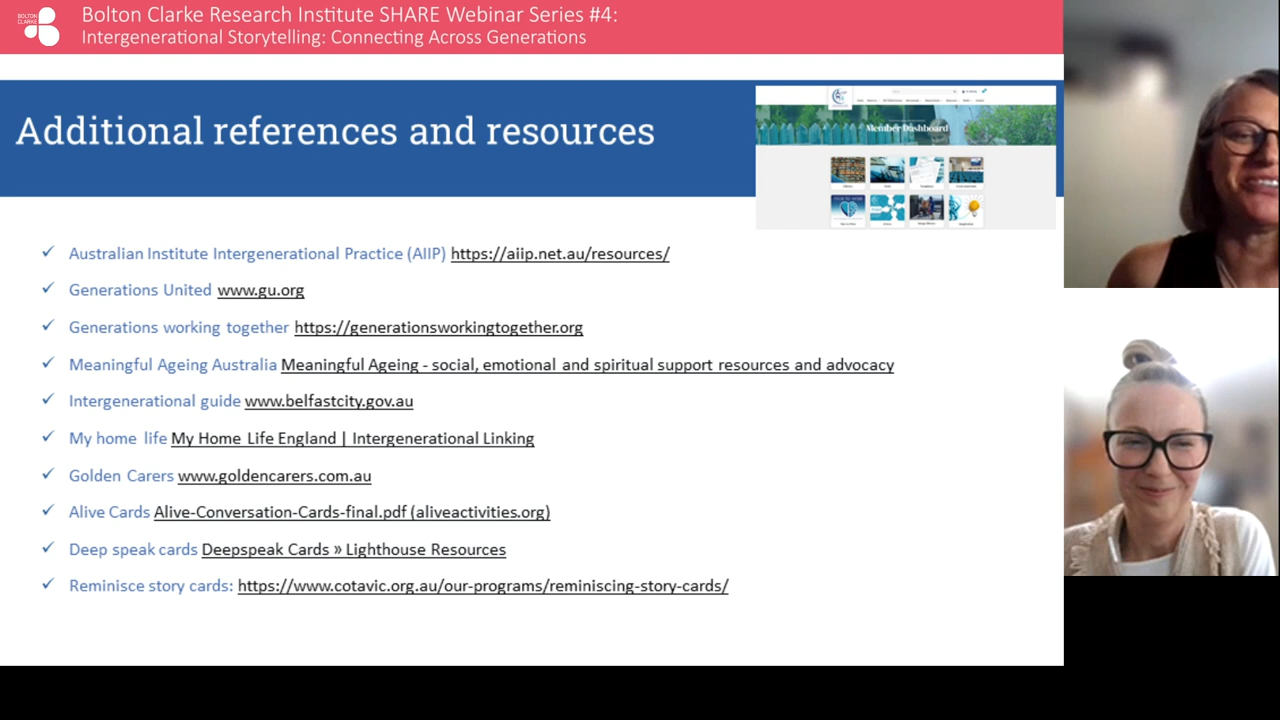 BOLTON
CLARKE
Bolton Clarke Research Institute SHARE Webinar Series #4:
Intergenerational Storytelling: Connecting Across Generations
Additional references and resources
Member Dashboard
Australian Institute Intergenerational Practice (AIIP) https://aiip.net.au/resources/
Generations United www.gu.org
Generations working together https://generationsworkingtogether.org
Meaningful Ageing Australia Meaningful Ageing - social, emotional and spiritual support resources and advocacy
Intergenerational guide www.belfastcity.gov.au
My home life My Home Life England | Intergenerational Linking
Golden Carers www.goldencarers.com.au
Alive Cards Alive-Conversation-Cards-final.pdf (aliveactivities.org)
Deep speak cards Deepspeak Cards » Lighthouse Resources
Reminisce story cards: https://www.cotavic.org.au/our-programs/reminiscing-story-cards/